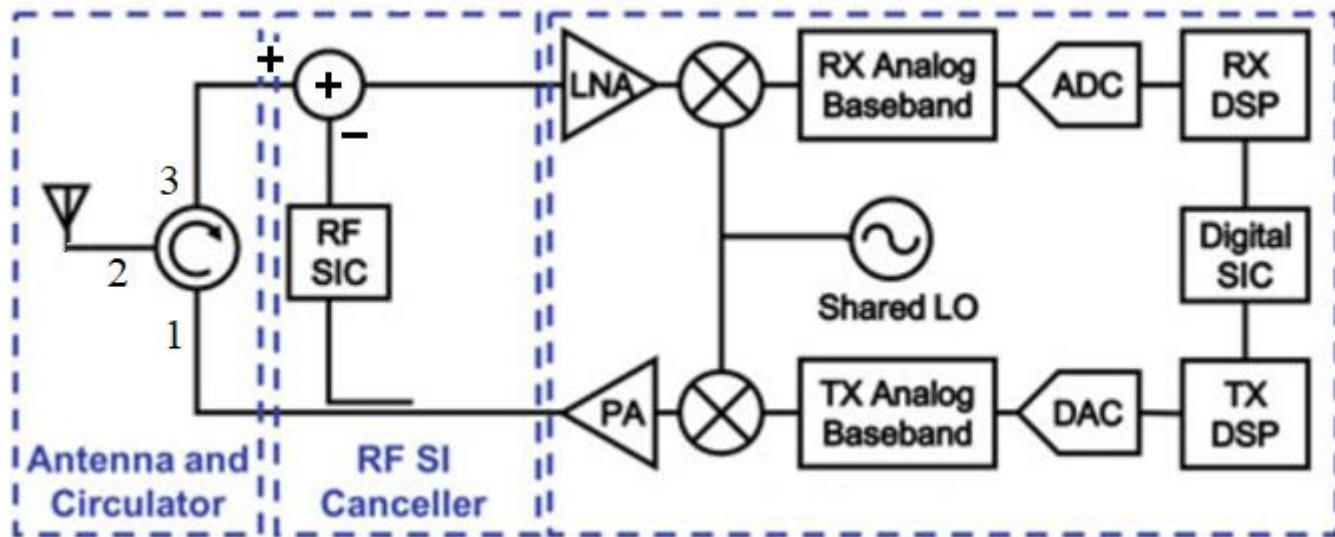 +
+
LNA
RX Analog
Baseband
ADC
RX
DSP
−
3
2
1
RF
SIC
Shared LO
Digital
SIC
PA
TX Analog
Baseband
DAC
TX
DSP
Antenna and
Circulator
RF SI
Canceller